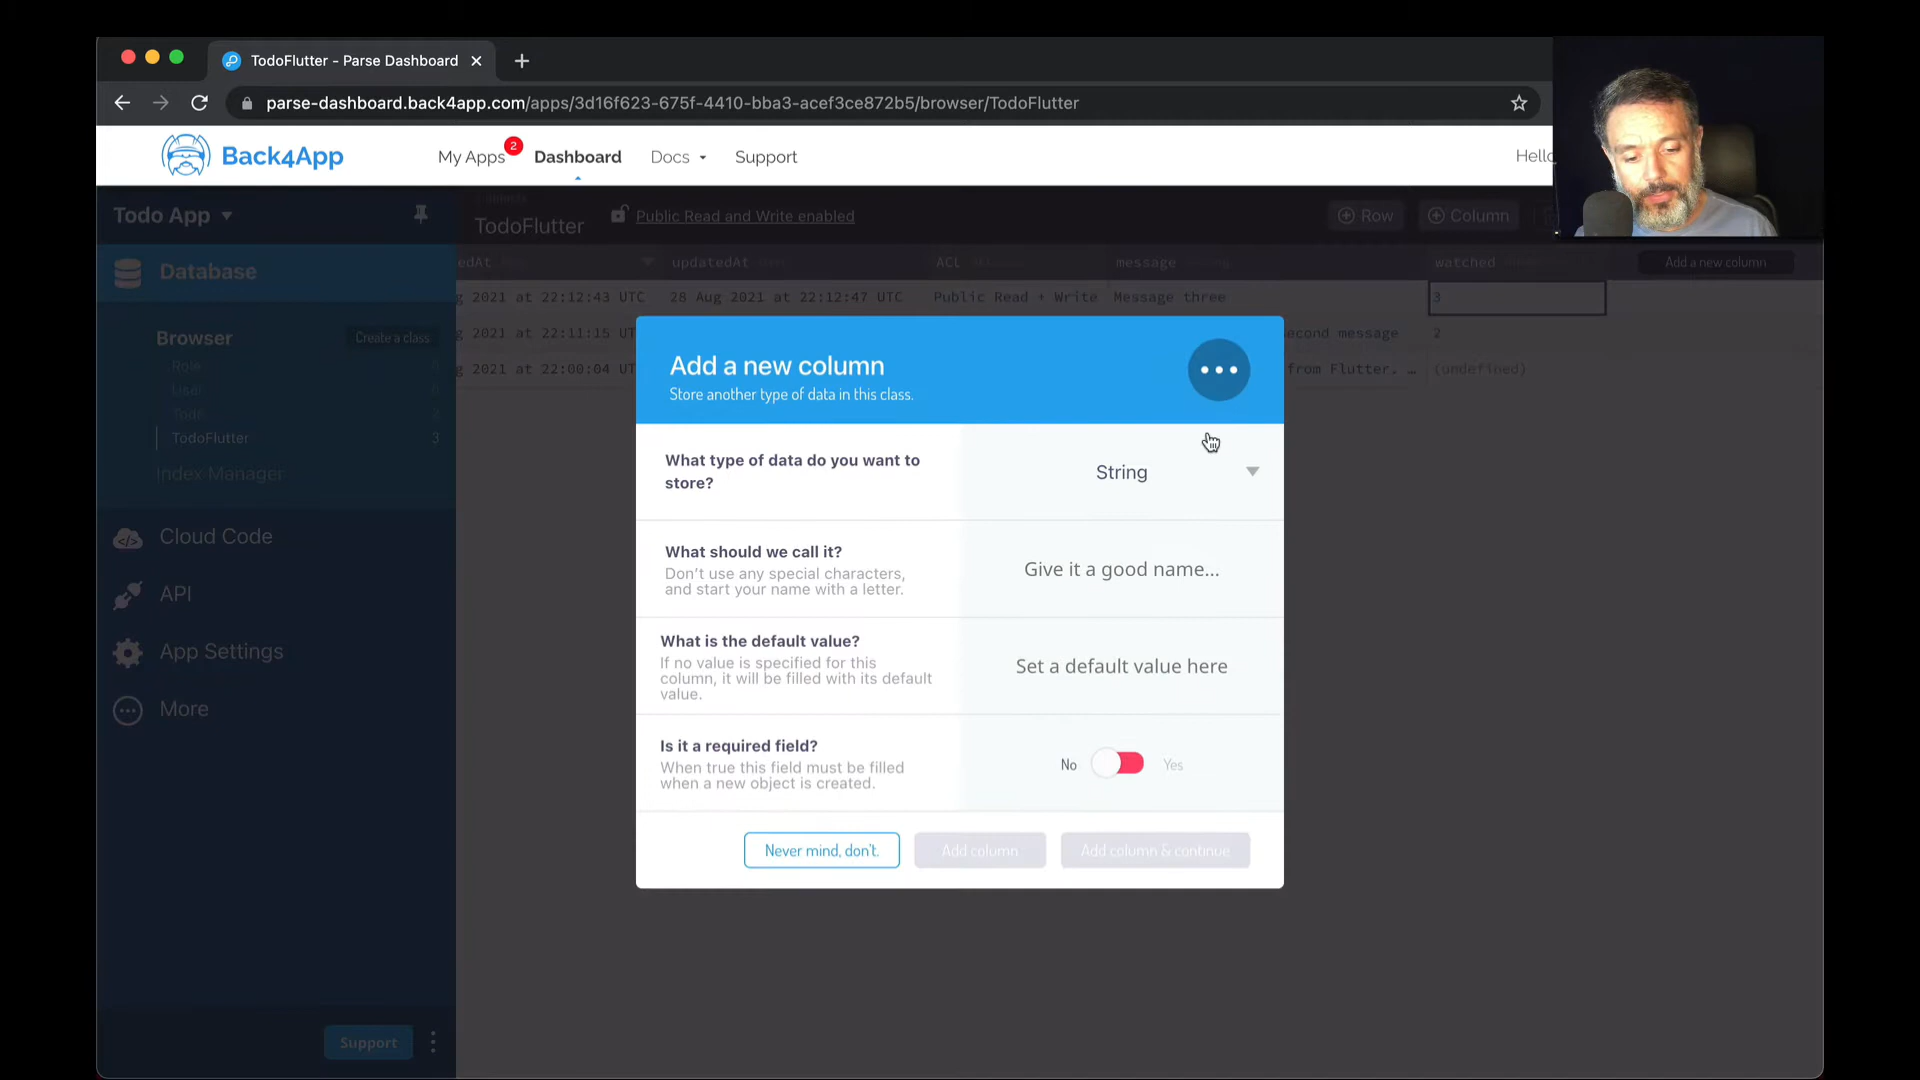 TodoFlutter - Parse Dashboard
parse-dashboard.back4app.com/apps/3d16f623-675f-4410-bba3-acef3ce872b5/browser/TodoFlutter
Back4App
My Apps 2 Dashboard Docs Support
Hello
Todo App
TodoFlutter
Public Read and Write enabled
Row
Column
Database
edAt updatedAt ACL message watched Add a new column
g 2021 at 22:12:43 UTC 28 Aug 2021 at 22:12:47 UTC Public Read + Write Message three 3
g 2021 at 22:11:15 UT econd message 2
g 2021 at 22:00:04 UT from Flutter. … (undefined)
Browser
Create a class
Role
User
Todo 2
TodoFlutter 3
Index Manager
Cloud Code
API
App Settings
More
Support
Add a new column
Store another type of data in this class.
What type of data do you want to
store?
String
What should we call it?
Don't use any special characters,
and start your name with a letter.
Give it a good name...
What is the default value?
If no value is specified for this
column, it will be filled with its default
value.
Set a default value here
Is it a required field?
When true this field must be filled
when a new object is created.
No Yes
Never mind, don't.
Add column
Add column & continue